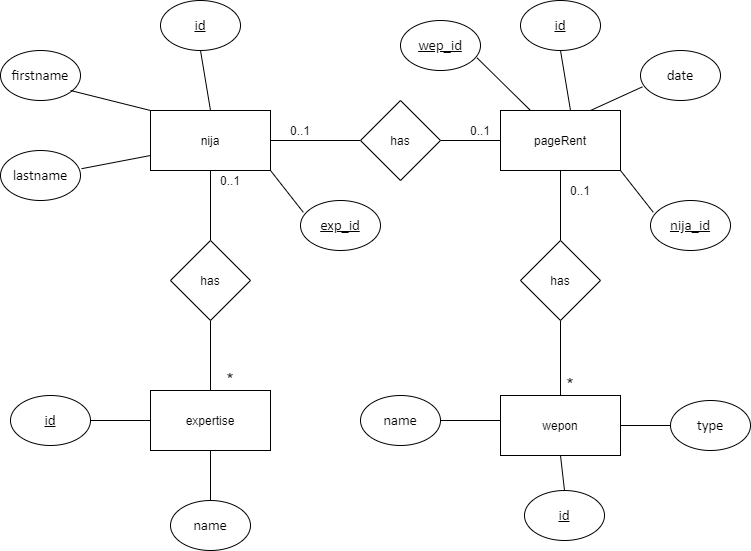 id
id
wep_id
firstname
date
nija
0..1
has
0..1
pageRent
lastname
0..1
0..1
exp_id
nija_id
has
has
*
*
id
expertise
name
wepon
type
name
id